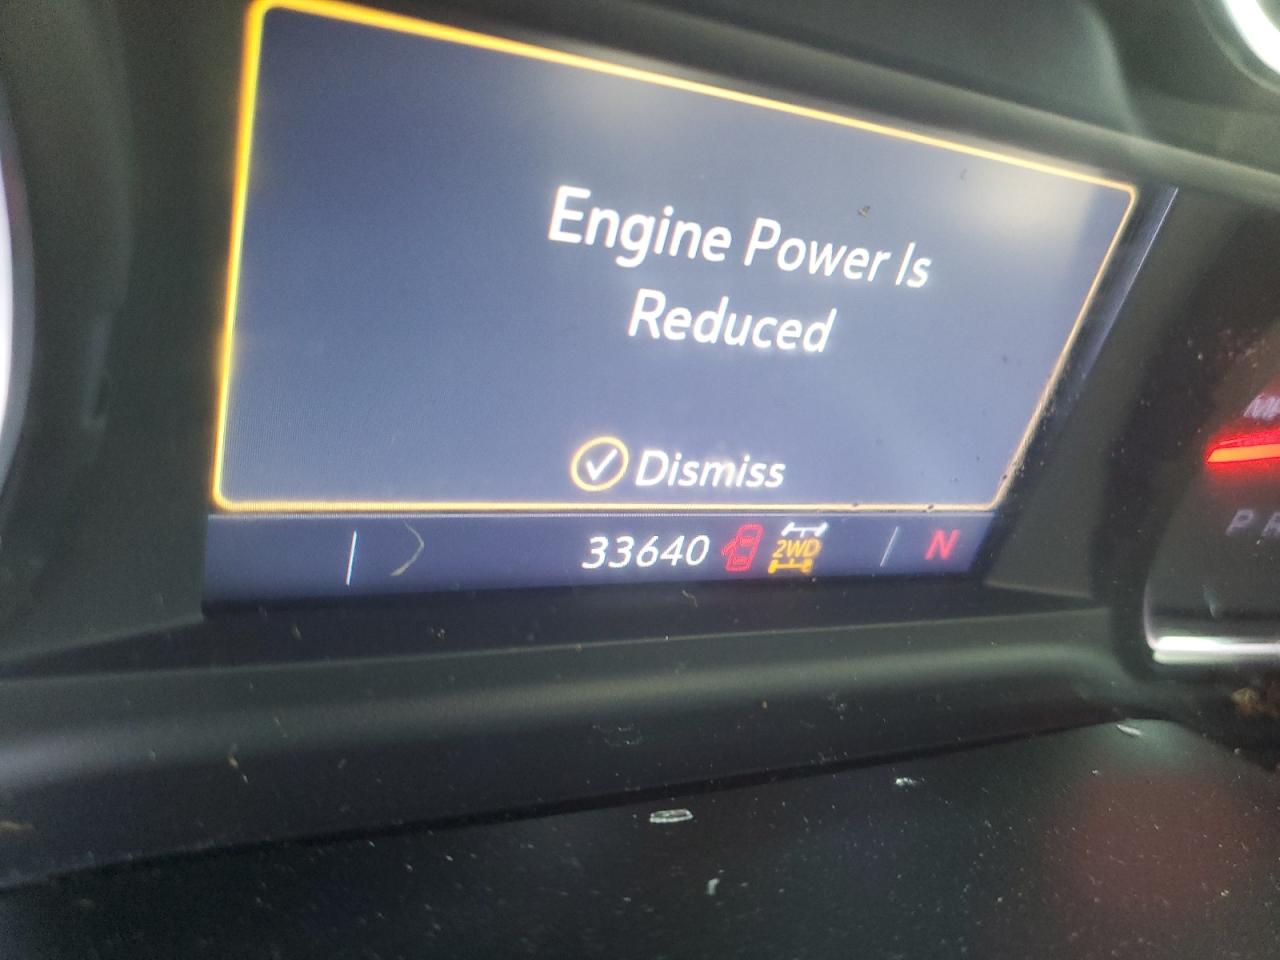 Engine Power Is
Reduced
Dismiss
33640
2WD
N
P R